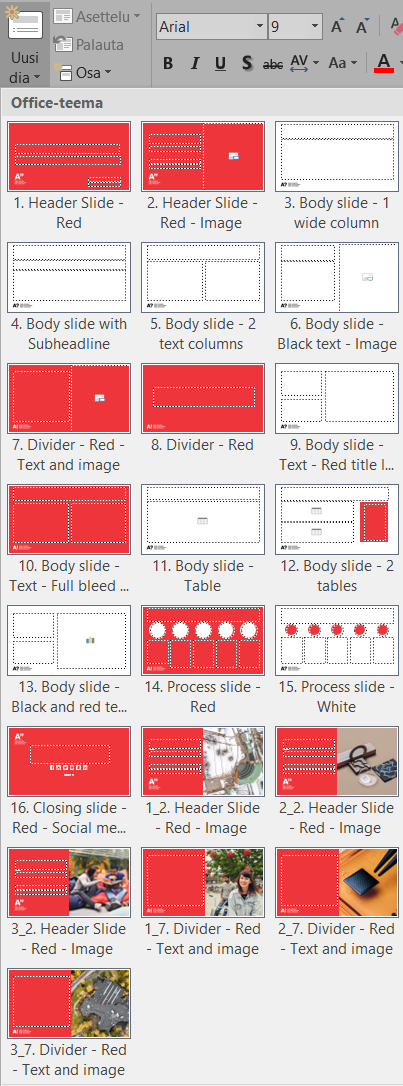 Uusi
dia
Asettelu
Palauta
Osa
Arial
9
A
A
A
B I U S abc AV Aa A
Office-teema
1. Header Slide -
Red
2. Header Slide -
Red - Image
3. Body slide - 1
wide column
4. Body slide with
Subheadline
5. Body slide - 2
text columns
6. Body slide -
Black text - Image
7. Divider - Red -
Text and image
8. Divider - Red
9. Body slide -
Text - Red title l...
10. Body slide -
Text - Full bleed ...
11. Body slide -
Table
12. Body slide - 2
tables
13. Body slide -
Black and red te...
14. Process slide -
Red
15. Process slide -
White
16. Closing slide -
Red - Social me...
1_2. Header Slide
- Red - Image
2_2. Header Slide
- Red - Image
3_2. Header Slide
- Red - Image
1_7. Divider - Red
- Text and image
2_7. Divider - Red
- Text and image
3_7. Divider - Red
- Text and image